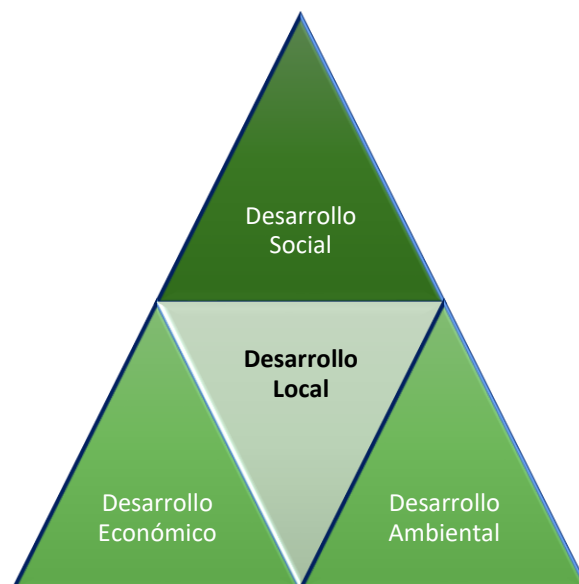 Desarrollo
Social
Desarrollo
Local
Desarrollo
Económico
Desarrollo
Ambiental